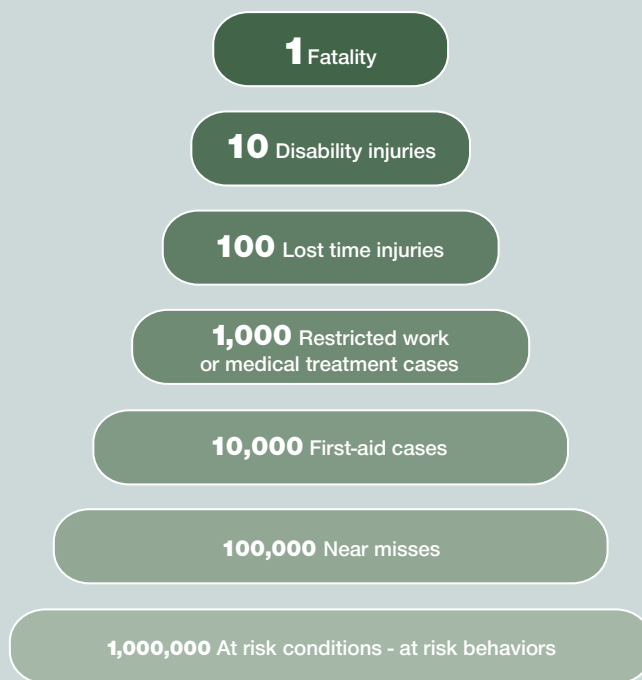 1 Fatality
10 Disability injuries
100 Lost time injuries
1,000 Restricted work
or medical treatment cases
10,000 First-aid cases
100,000 Near misses
1,000,000 At risk conditions - at risk behaviors